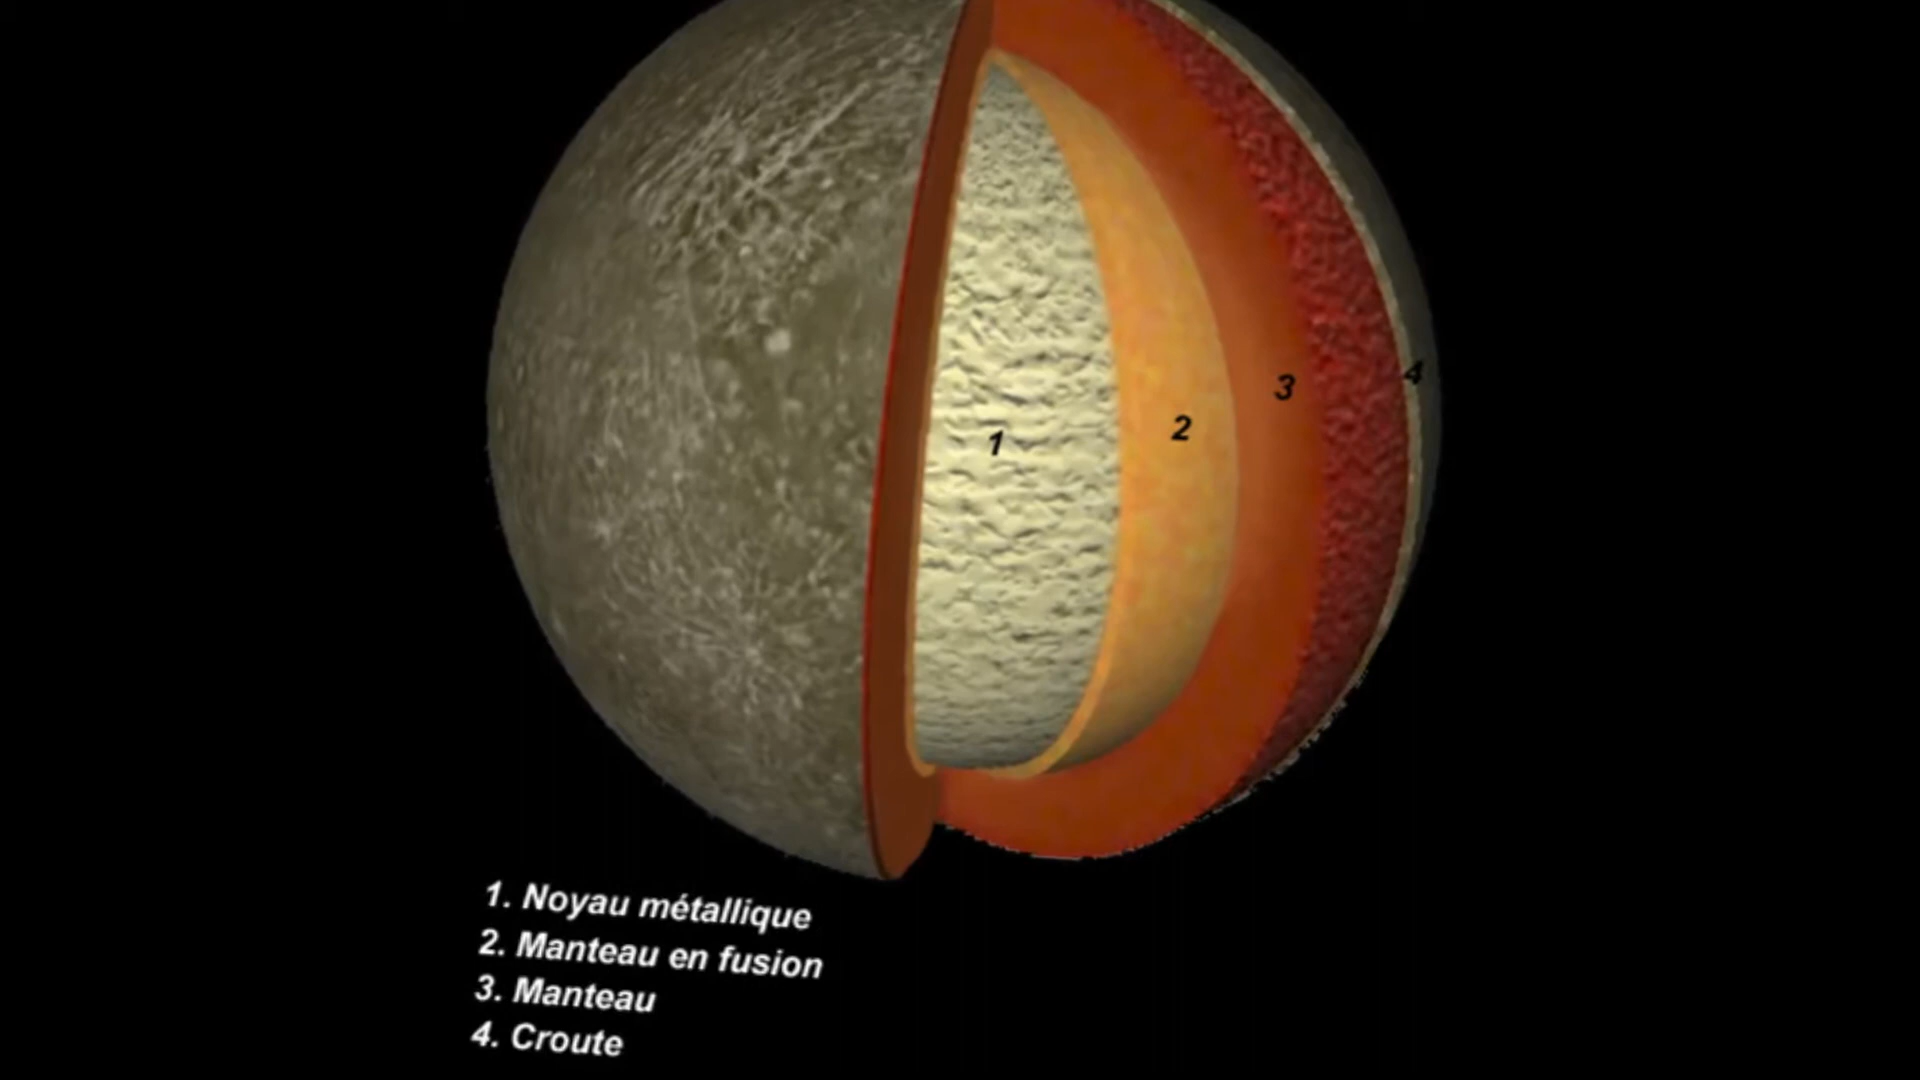 1
2
3
4
1. Noyau métallique
2. Manteau en fusion
3. Manteau
4. Croute